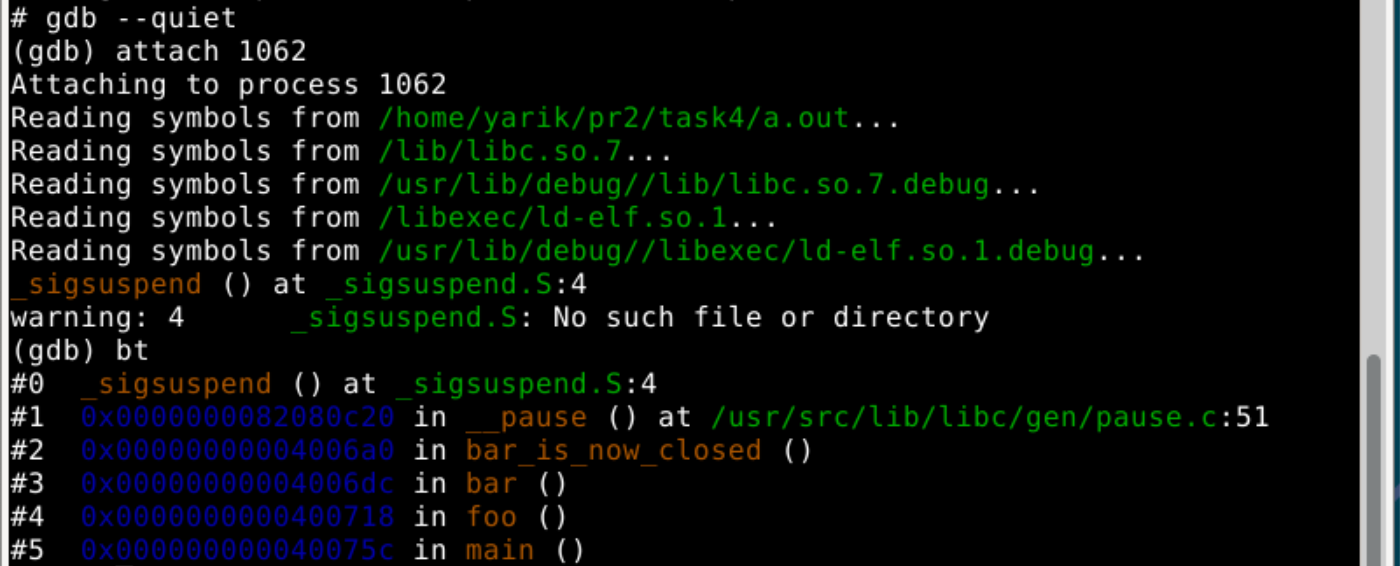 # gdb --quiet
(gdb) attach 1062
Attaching to process 1062
Reading symbols from /home/yarik/pr2/task4/a.out...
Reading symbols from /lib/libc.so.7...
Reading symbols from /usr/lib/debug//lib/libc.so.7.debug...
Reading symbols from /libexec/ld-elf.so.1...
Reading symbols from /usr/lib/debug//libexec/ld-elf.so.1.debug...
_sigsuspend () at _sigsuspend.S:4
warning: 4      _sigsuspend.S: No such file or directory
(gdb) bt
#0  _sigsuspend () at _sigsuspend.S:4
#1  0x0000000082080c20 in __pause () at /usr/src/lib/libc/gen/pause.c:51
#2  0x00000000004006a0 in bar_is_now_closed ()
#3  0x00000000004006dc in bar ()
#4  0x0000000000400718 in foo ()
#5  0x000000000040075c in main ()